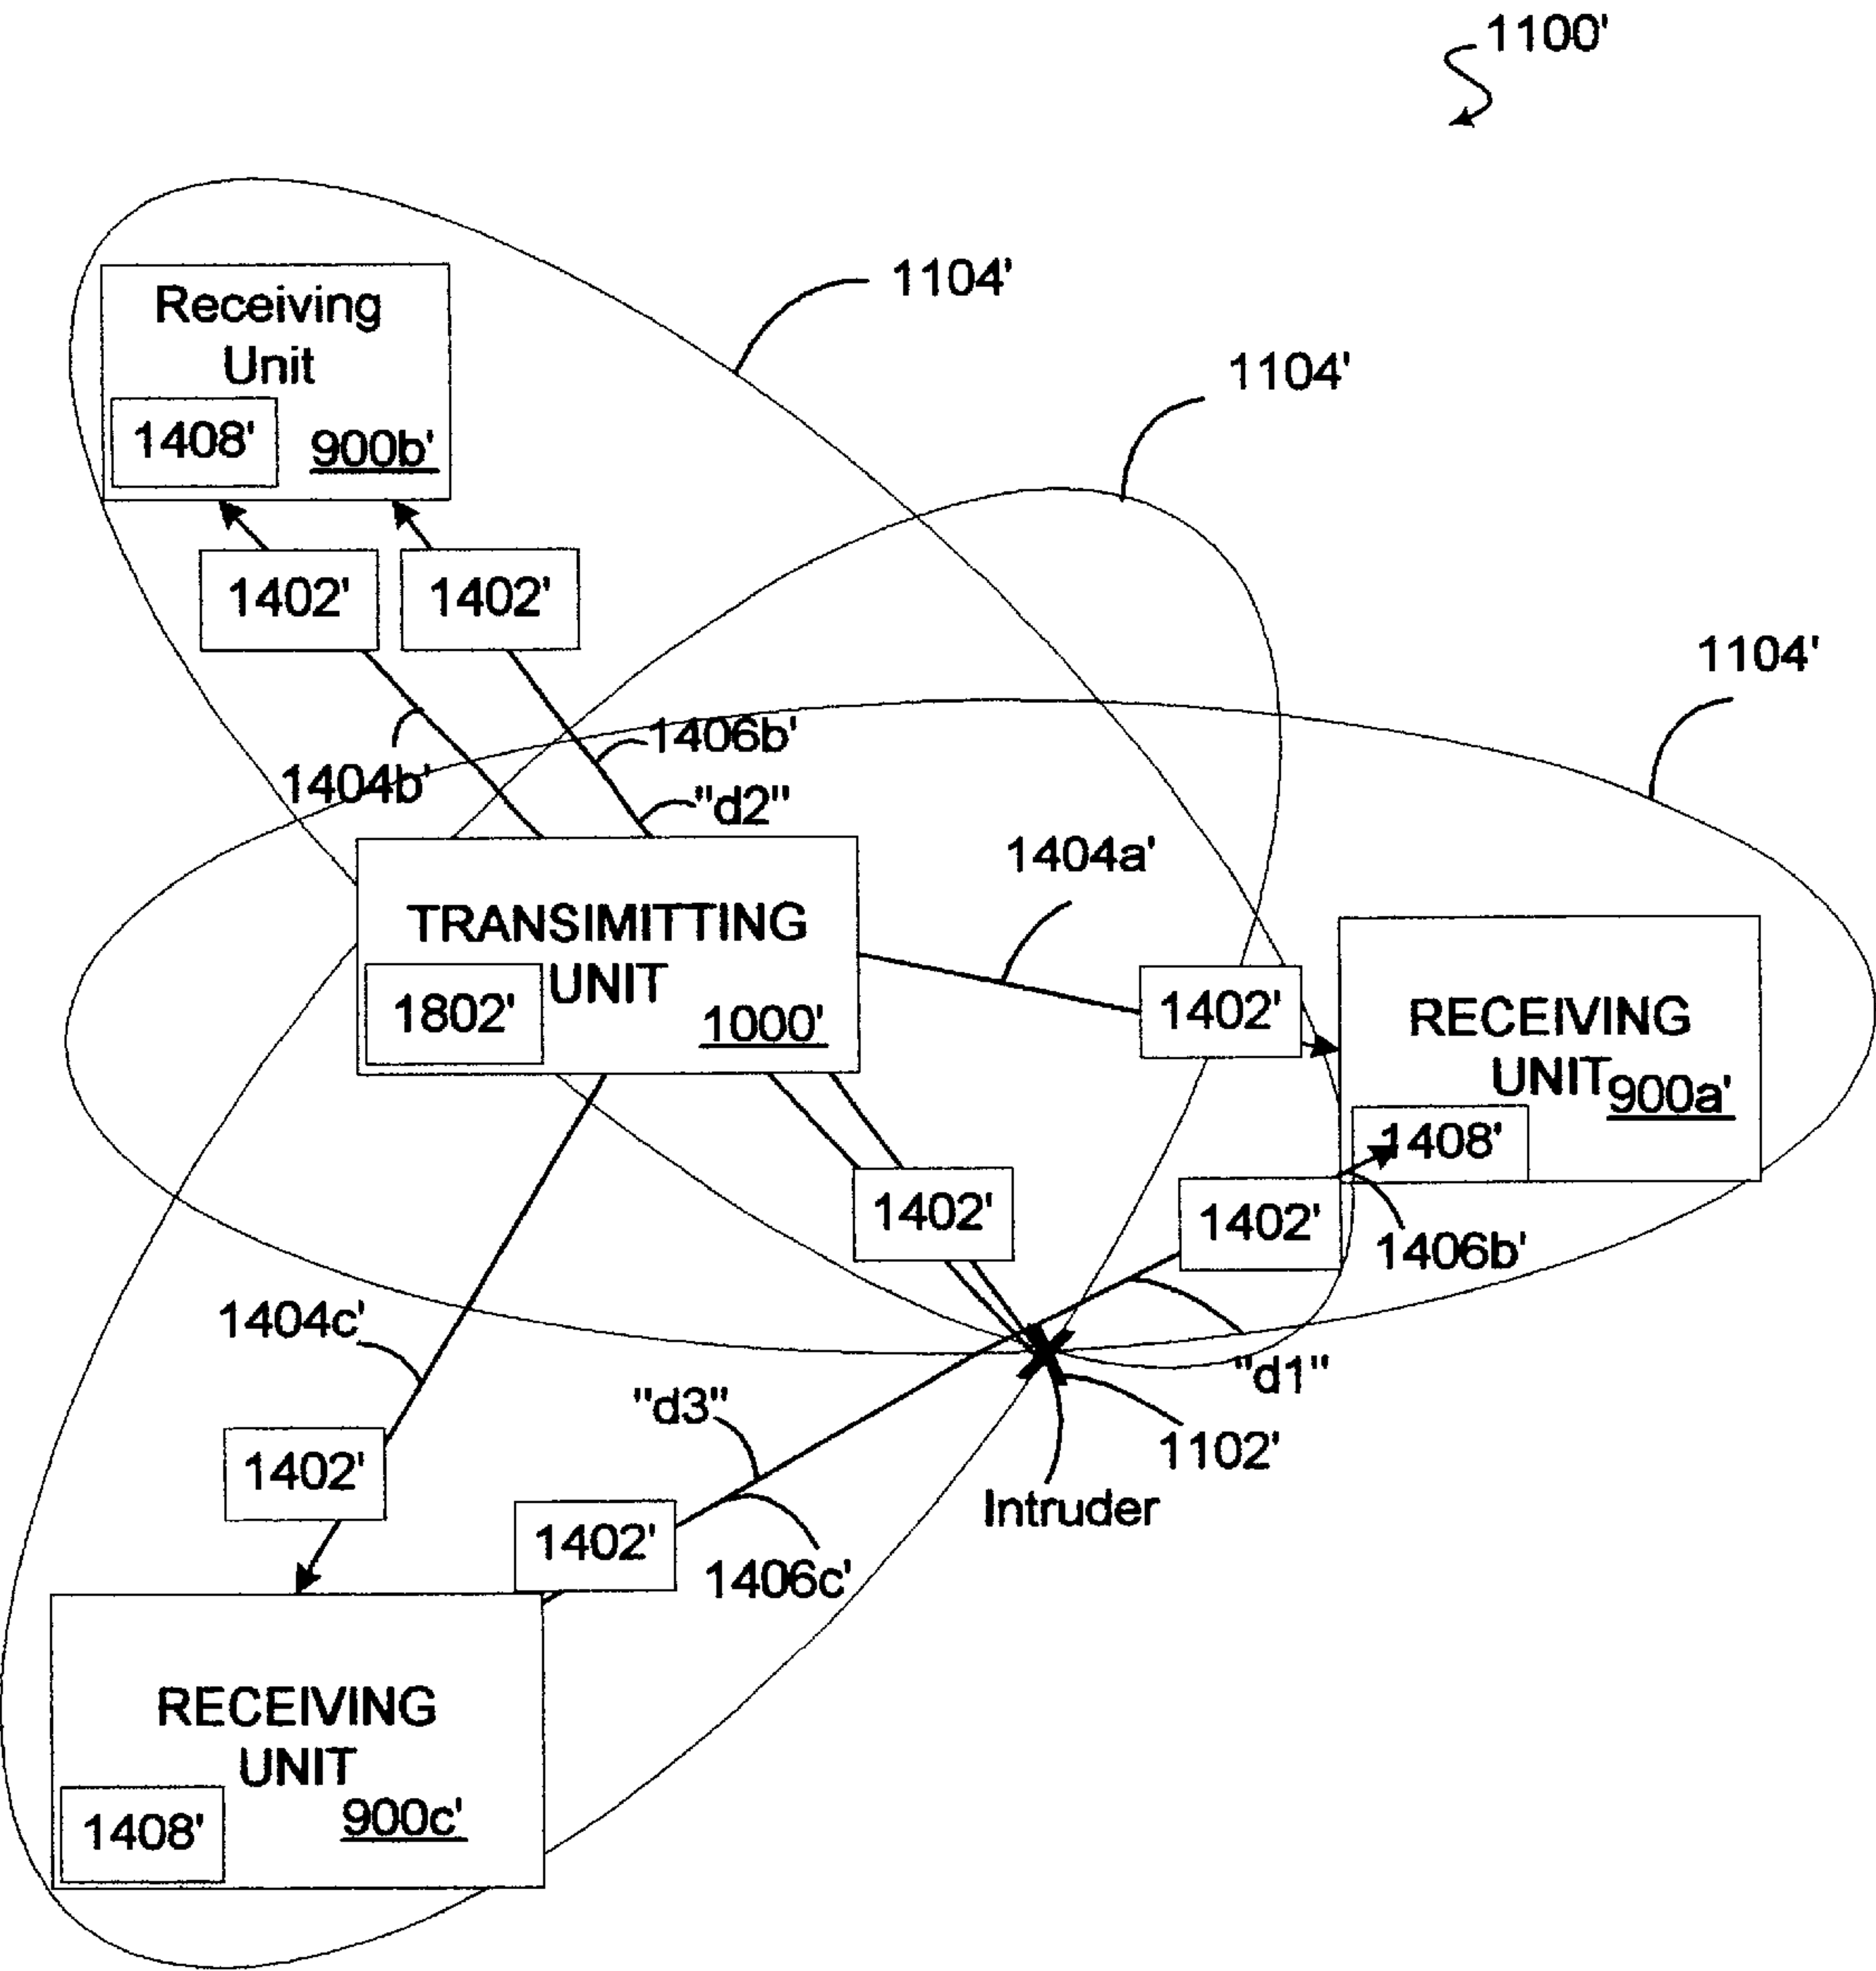 1100'
1104'
Receiving
Unit
1408'
900b'
1104'
1402'
1402'
1104'
1406b'
1404b'
"d2"
1404a'
TRANSIMITTING
UNIT
1802'
1000'
1402'
RECEIVING
UNIT
900a'
1408'
1402'
1402'
1406b'
1404c'
"d1"
"d3"
1102'
1402'
Intruder
1402'
1406c'
RECEIVING
UNIT
900c'
1408'